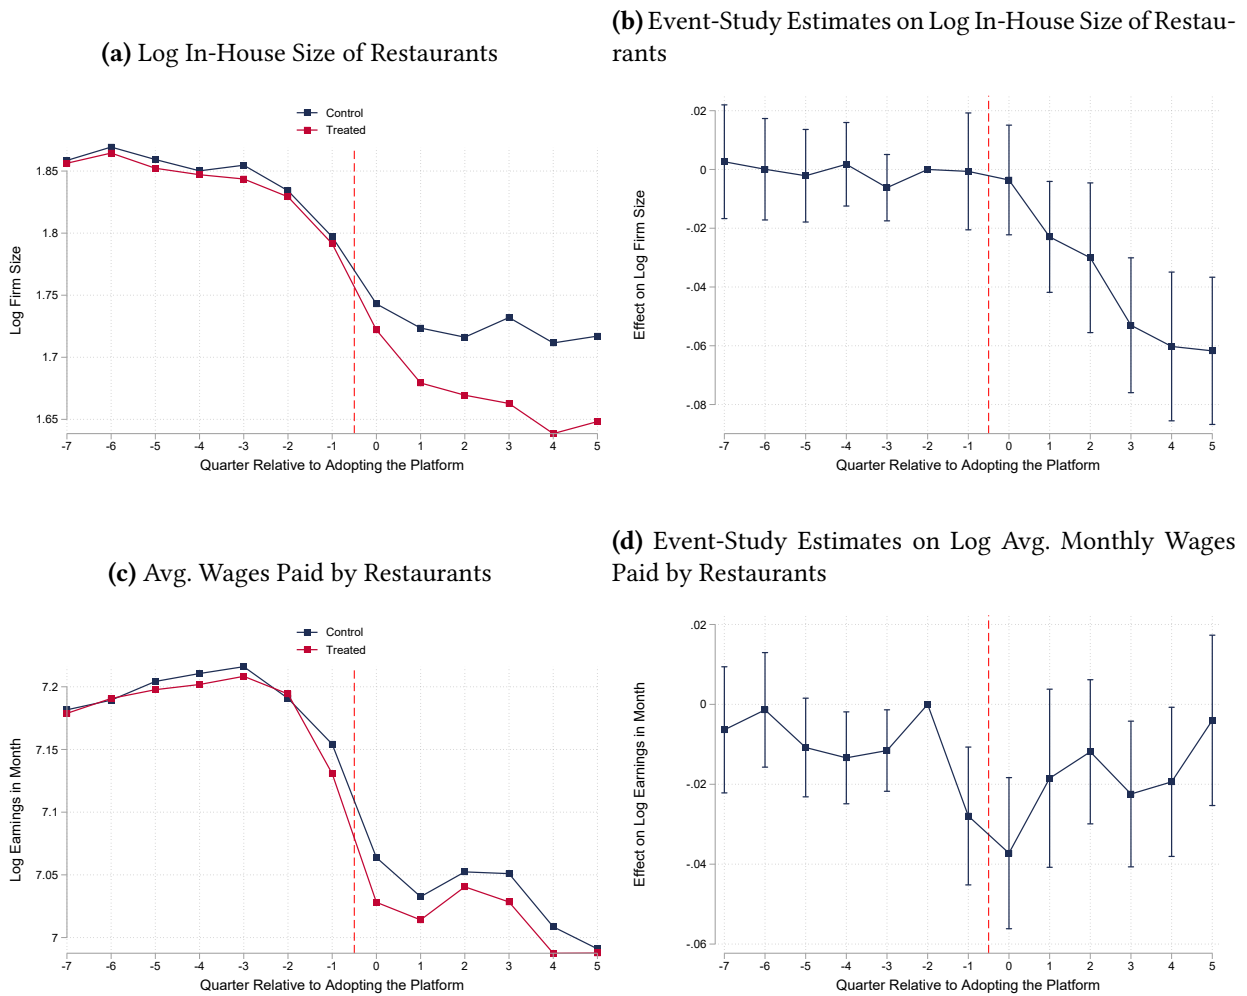 (a) Log In-House Size of Restaurants
Control
Treated
1.85
1.8
1.75
1.7
1.65
Log Firm Size
-7 -6 -5 -4 -3 -2 -1 0 1 2 3 4 5
Quarter Relative to Adopting the Platform
(b) Event-Study Estimates on Log In-House Size of Restau-
rants
.02
0
-.02
-.04
-.06
-.08
Effect on Log Firm Size
-7 -6 -5 -4 -3 -2 -1 0 1 2 3 4 5
Quarter Relative to Adopting the Platform
(c) Avg. Wages Paid by Restaurants
Control
Treated
7.2
7.15
7.1
7.05
7
Log Earnings in Month
-7 -6 -5 -4 -3 -2 -1 0 1 2 3 4 5
Quarter Relative to Adopting the Platform
(d) Event-Study Estimates on Log Avg. Monthly Wages
Paid by Restaurants
.02
0
-.02
-.04
-.06
Effect on Log Earnings in Month
-7 -6 -5 -4 -3 -2 -1 0 1 2 3 4 5
Quarter Relative to Adopting the Platform